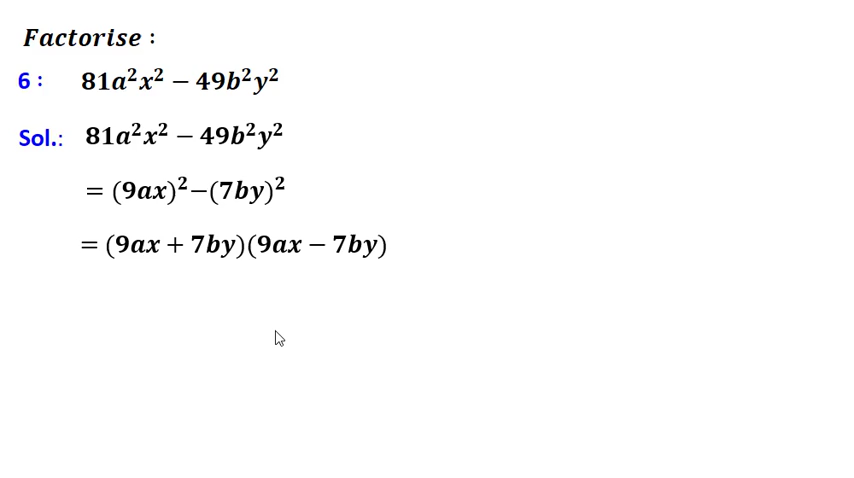 Factorise :
6 : 81a²x² − 49b²y²
Sol.: 81a²x² − 49b²y²
= (9ax)²−(7by)²
= (9ax + 7by)(9ax − 7by)